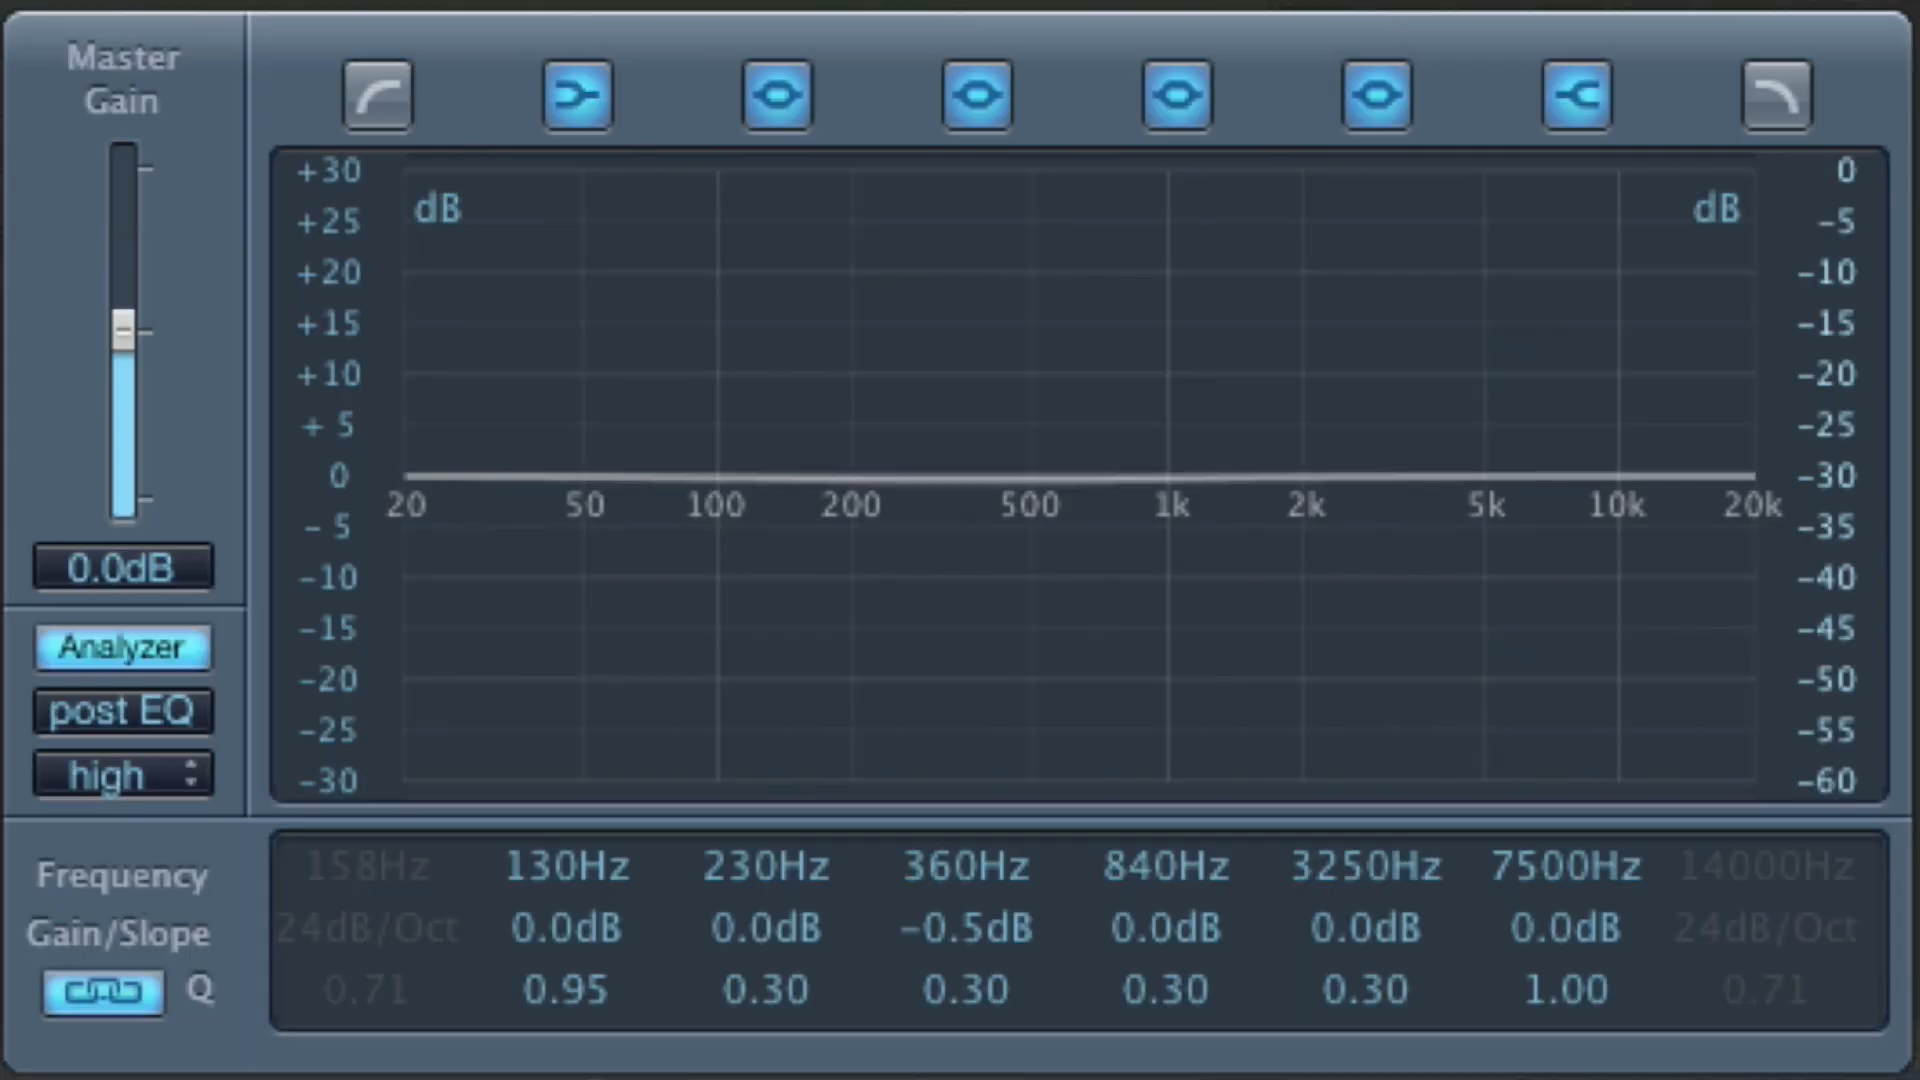 Master
Gain
+30
+25
+20
+15
+10
+ 5
0
- 5
-10
-15
-20
-25
-30
dB
dB
0
-5
-10
-15
-20
-25
-30
-35
-40
-45
-50
-55
-60
20 50 100 200 500 1k 2k 5k 10k 20k
0.0dB
Analyzer
post EQ
high
Frequency 158Hz 130Hz 230Hz 360Hz 840Hz 3250Hz 7500Hz 14000Hz
Gain/Slope 24dB/Oct 0.0dB 0.0dB -0.5dB 0.0dB 0.0dB 0.0dB 24dB/Oct
Q 0.71 0.95 0.30 0.30 0.30 0.30 1.00 0.71